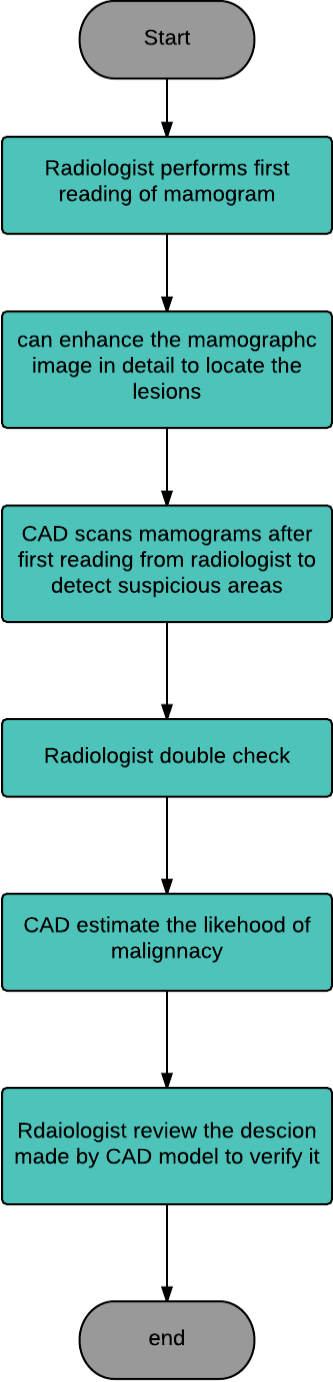 Start
Radiologist performs first
reading of mamogram
can enhance the mamographc
image in detail to locate the
lesions
CAD scans mamograms after
first reading from radiologist to
detect suspicious areas
Radiologist double check
CAD estimate the likehood of
malignnacy
Rdaiologist review the descion
made by CAD model to verify it
end